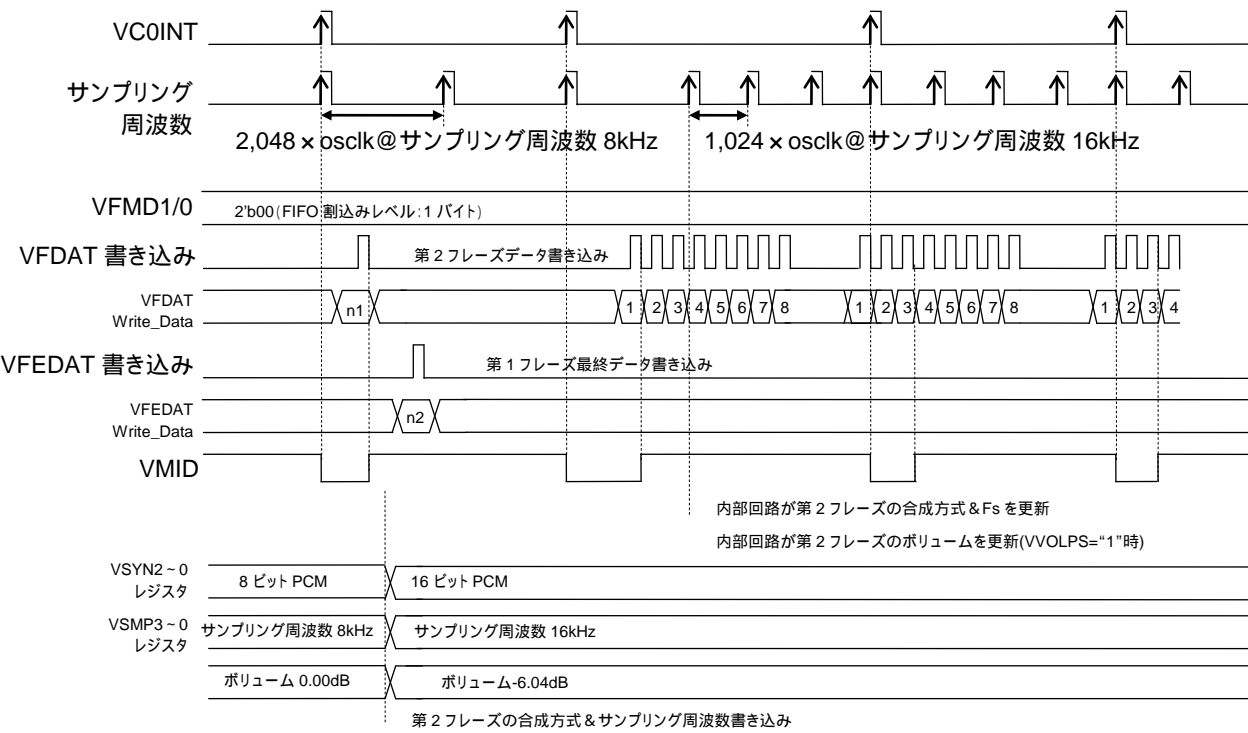 VC0INT
サンプリング
周波数
2,048×osclk@サンプリング周波数 8kHz
1,024×osclk@サンプリング周波数 16kHz
VFMD1/0
2'b00(FIFO 割込みレベル:1 バイト)
VFDAT 書き込み
第2フレーズデータ書き込み
VFDAT
Write_Data
n1
1 2 3 4 5 6 7 8
1 2 3 4 5 6 7 8
1 2 3 4
VFEDAT 書き込み
第1フレーズ最終データ書き込み
VFEDAT
Write_Data
n2
VMID
内部回路が第2フレーズの合成方式&Fs を更新
内部回路が第2フレーズのボリュームを更新(VVOLPS=“1”時)
VSYN2~0
レジスタ
8 ビット PCM
16 ビット PCM
VSMP3~0
レジスタ
サンプリング周波数 8kHz
サンプリング周波数 16kHz
ボリューム 0.00dB
ボリューム-6.04dB
第2フレーズの合成方式&サンプリング周波数書き込み